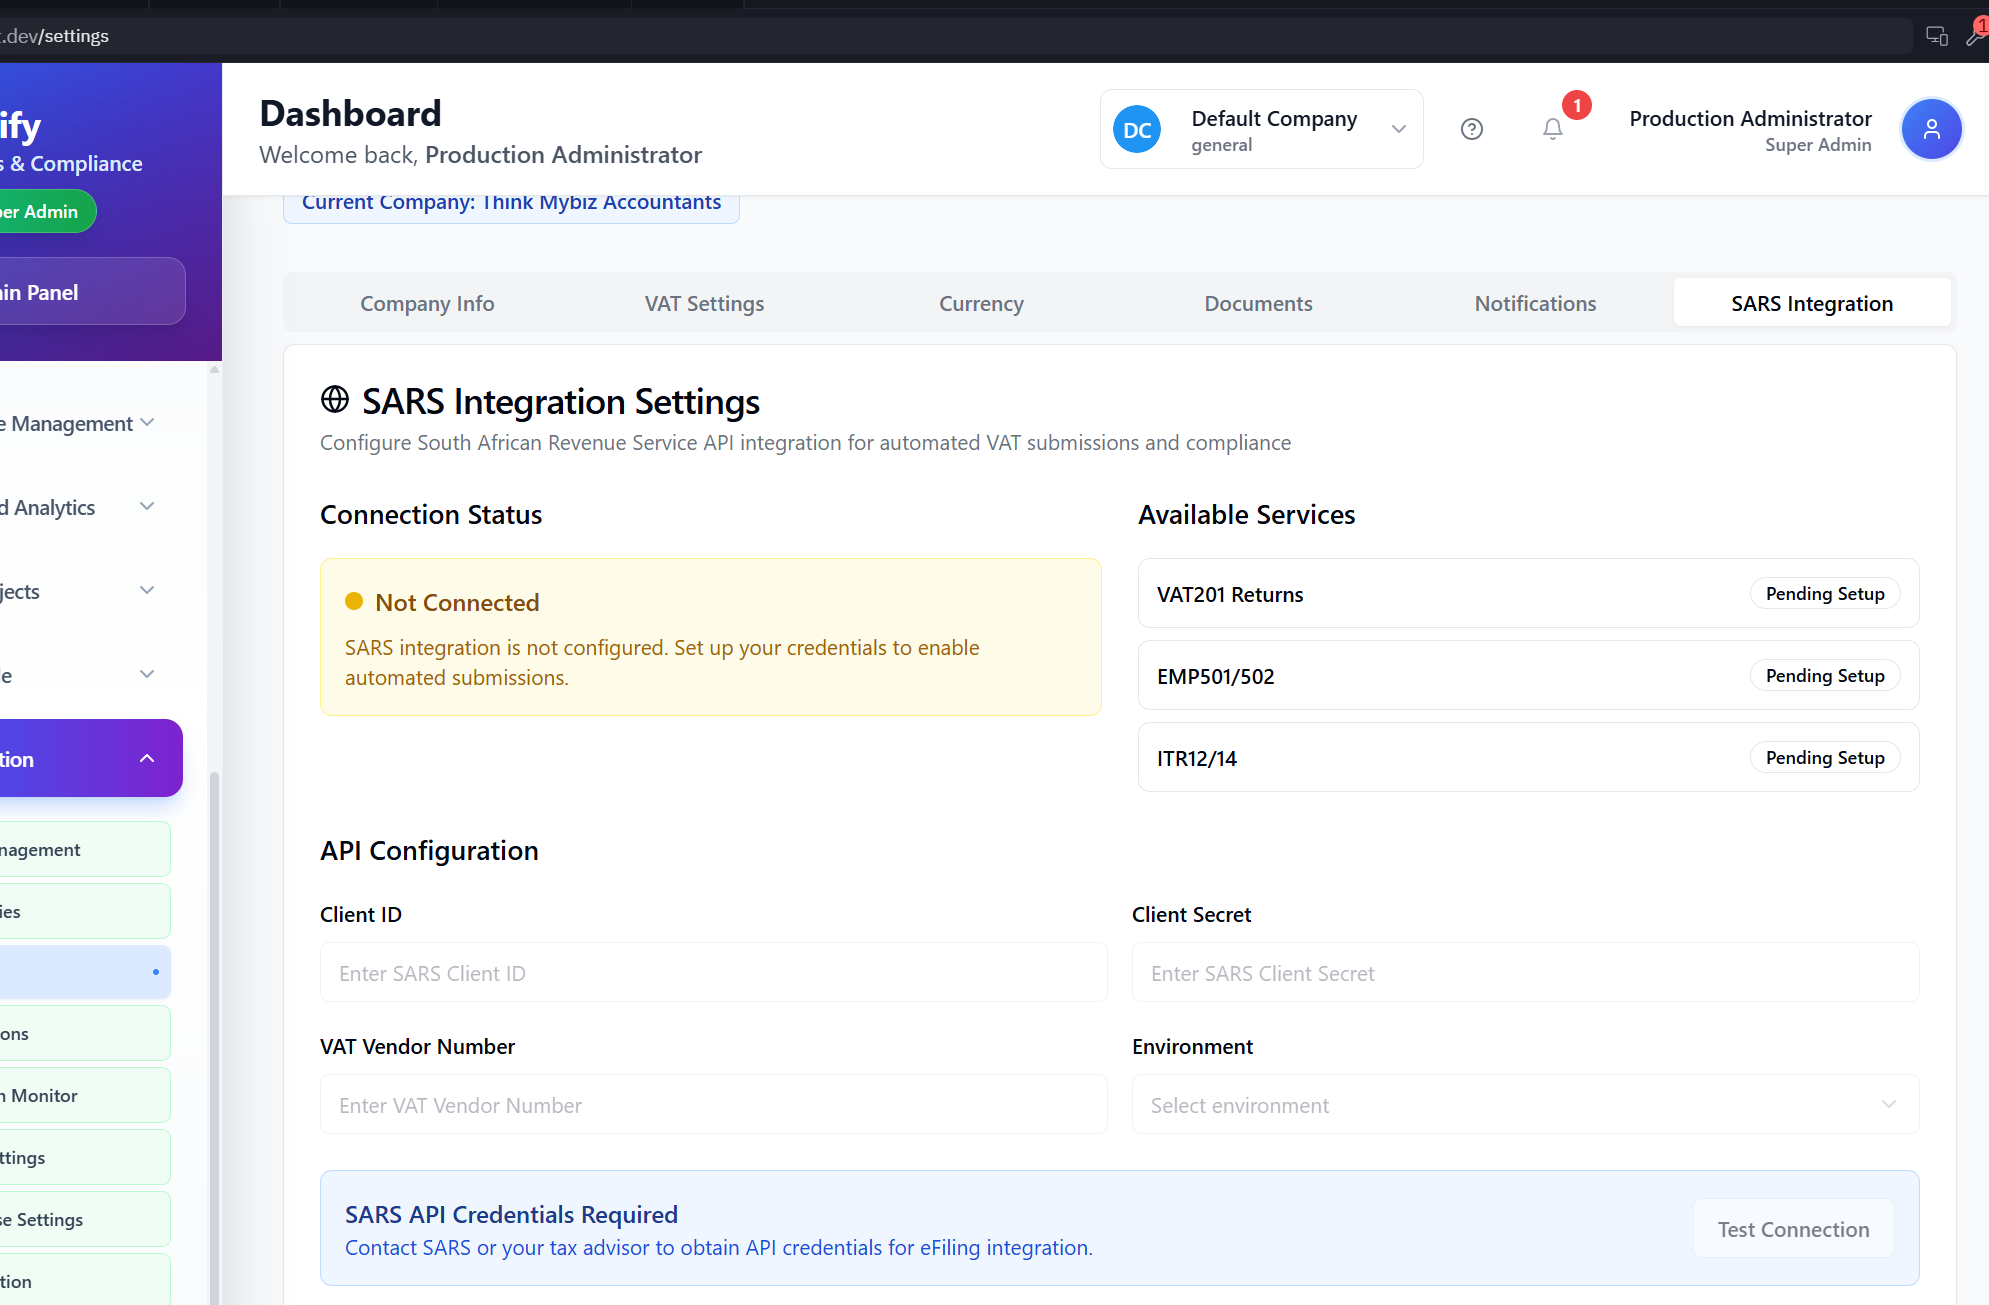 .dev/settings
1
ify
s & Compliance
er Admin
in Panel
e Management
d Analytics
jects
le
tion
nagement
ies
ons
n Monitor
ttings
se Settings
tion
Dashboard
Welcome back, Production Administrator
DC
Default Company
general
1
Production Administrator
Super Admin
Current Company: Think Mybiz Accountants
Company Info
VAT Settings
Currency
Documents
Notifications
SARS Integration
SARS Integration Settings
Configure South African Revenue Service API integration for automated VAT submissions and compliance
Connection Status
Not Connected
SARS integration is not configured. Set up your credentials to enable
automated submissions.
Available Services
VAT201 Returns
Pending Setup
EMP501/502
Pending Setup
ITR12/14
Pending Setup
API Configuration
Client ID
Enter SARS Client ID
Client Secret
Enter SARS Client Secret
VAT Vendor Number
Enter VAT Vendor Number
Environment
Select environment
SARS API Credentials Required
Contact SARS or your tax advisor to obtain API credentials for eFiling integration.
Test Connection